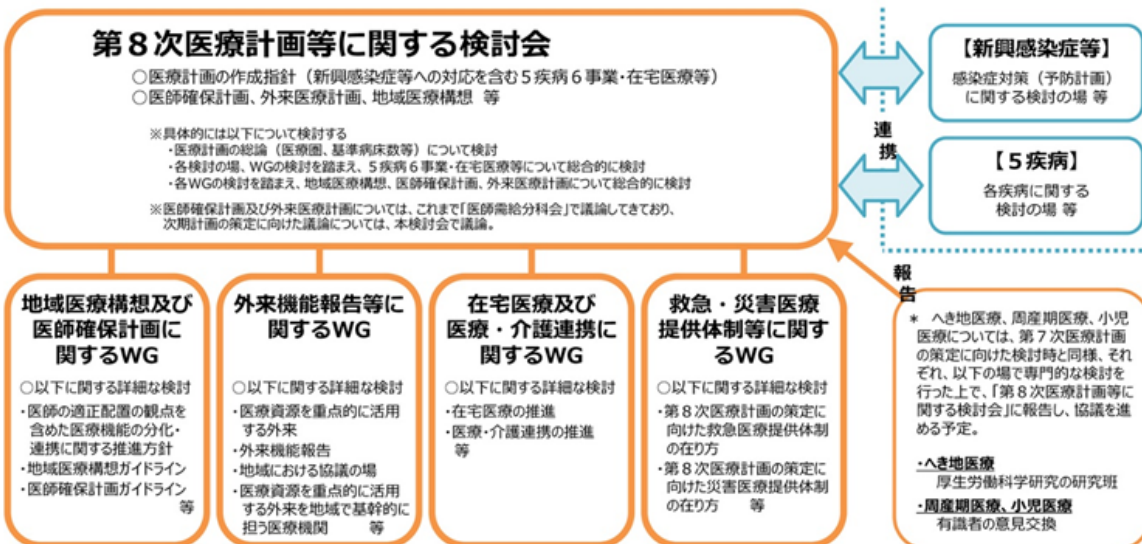 第８次医療計画等に関する検討会
○医療計画の作成指針（新興感染症等への対応を含む５疾病６事業・在宅医療等）
○医師確保計画、外来医療計画、地域医療構想 等
※具体的には以下について検討する
・医療計画の総論（医療圏、基準病床数等）について検討
・各検討の場、WGの検討を踏まえ、５疾病６事業・在宅医療等について総合的に検討
・各WGの検討を踏まえ、地域医療構想、医師確保計画、外来医療計画について総合的に検討
※医師確保計画及び外来医療計画については、これまで「医師需給分科会」で議論してきており、
次期計画の策定に向けた議論については、本検討会で議論。
連
携
【新興感染症等】
感染症対策（予防計画）
に関する検討の場 等
【５疾病】
各疾病に関する
検討の場 等
地域医療構想及び
医師確保計画に
関するWG
○以下に関する詳細な検討
・医師の適正配置の観点を
含めた医療機能の分化・
連携に関する推進方針
・地域医療構想ガイドライン
・医師確保計画ガイドライン
等
外来機能報告等に
関するWG
○以下に関する詳細な検討
・医療資源を重点的に活用
する外来
・外来機能報告
・地域における協議の場
・医療資源を重点的に活用
する外来を地域で基幹的に
担う医療機関 等
在宅医療及び
医療・介護連携に
関するWG
○以下に関する詳細な検討
・在宅医療の推進
・医療・介護連携の推進
等
救急・災害医療
提供体制等に関す
るWG
○以下に関する詳細な検討
・第８次医療計画の策定に
向けた救急医療提供体制
の在り方
・第８次医療計画の策定に
向けた災害医療提供体制
の在り方 等
報
告
＊ へき地医療、周産期医療、小児
医療については、第７次医療計画
の策定に向けた検討時と同様、それ
ぞれ、以下の場で専門的な検討を
行った上で、「第８次医療計画等に
関する検討会」に報告し、協議を進
める予定。
・へき地医療
厚生労働科学研究の研究班
・周産期医療、小児医療
有識者の意見交換